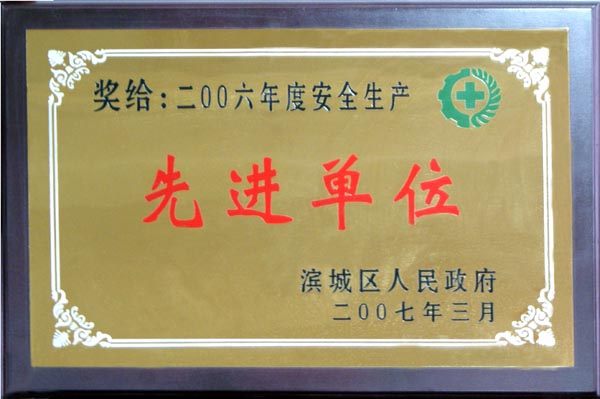 奖给:二00六年度安全生产
先进单位
滨城区人民政府
二00七年三月